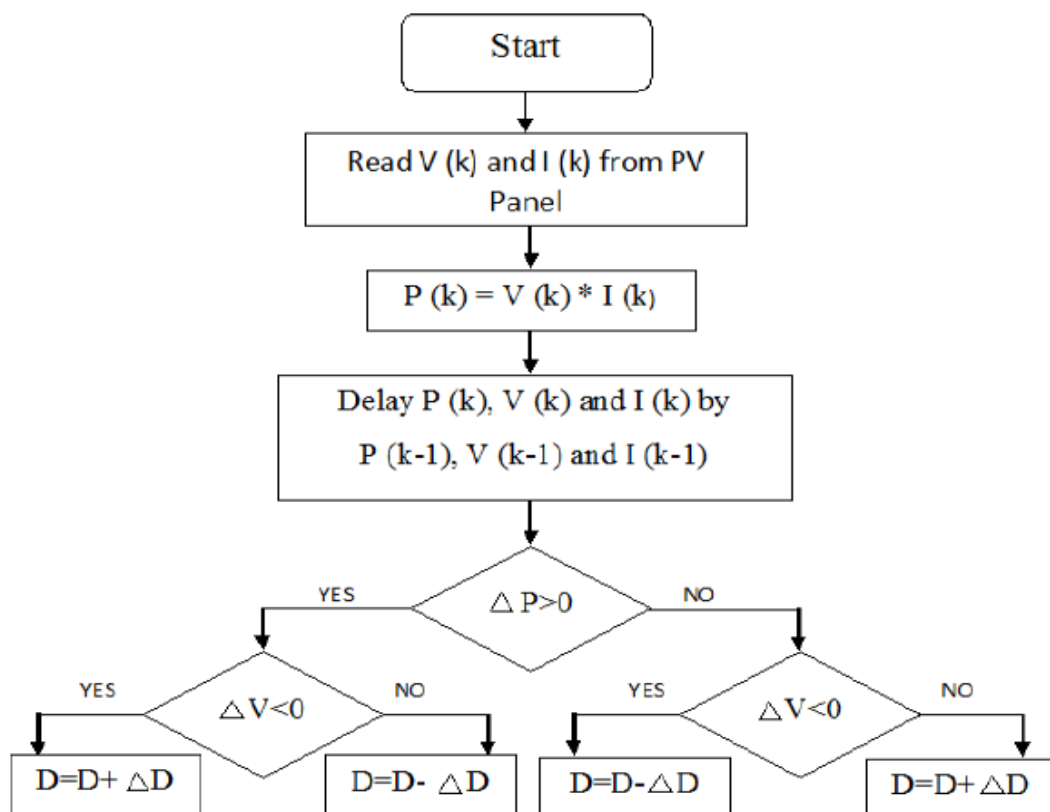 Start
Read V (k) and I (k) from PV
Panel
P (k) = V (k) * I (k)
Delay P (k), V (k) and I (k) by
P (k-1), V (k-1) and I (k-1)
YES
△ P>0
NO
YES
△ V<0
NO
YES
△ V<0
NO
D=D+ △D
D=D- △D
D=D-△D
D=D+ △D